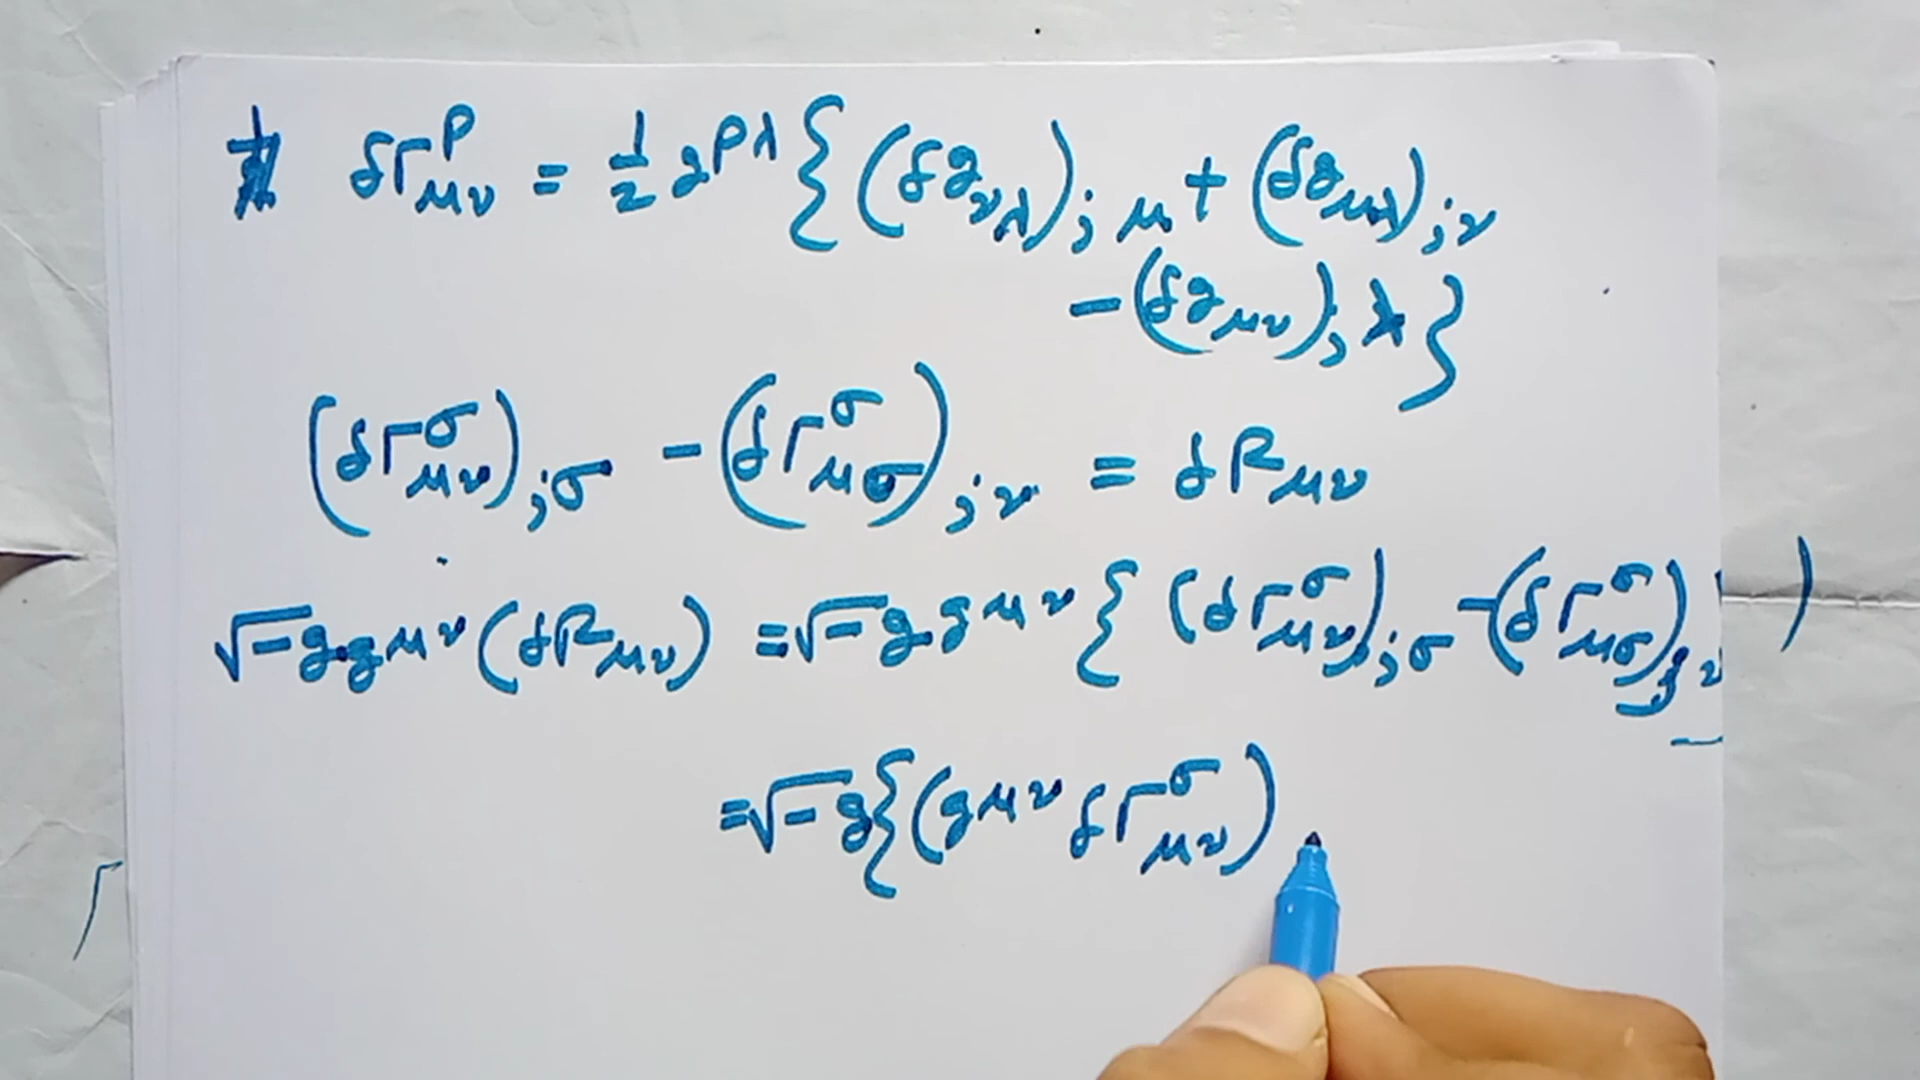 δΓ^ρ_μν = 1/2 g^ρλ { (δg_νλ);μ + (δg_μλ);ν
- (δg_μν);λ }
(δΓ^σ_μν);σ - (δΓ^σ_μσ);ν = δR_μν
√-g g^μν (δR_μν) = √-g g^μν { (δΓ^σ_μν);σ - (δΓ^σ_μσ);ν
= √-g { (g^μν δΓ^σ_μν)